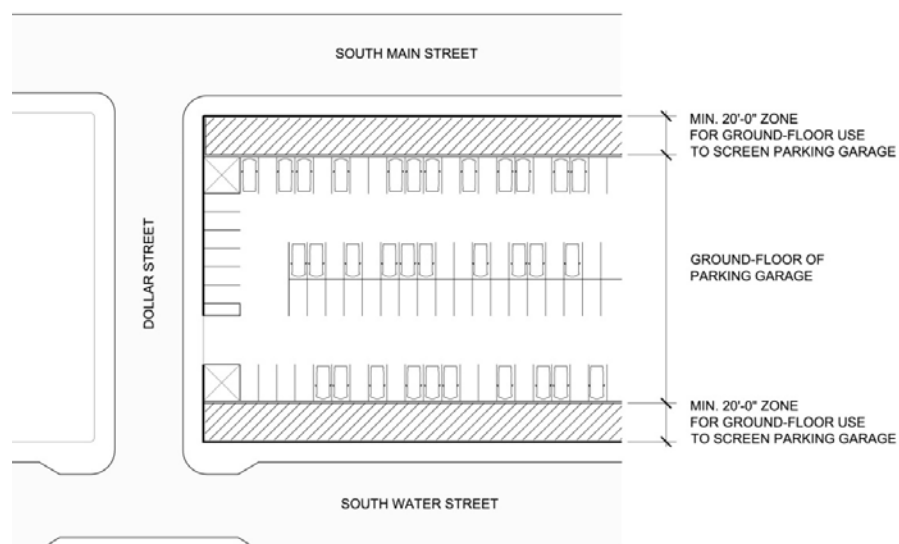 SOUTH MAIN STREET
MIN. 20'-0" ZONE
FOR GROUND-FLOOR USE
TO SCREEN PARKING GARAGE
DOLLAR STREET
GROUND-FLOOR OF
PARKING GARAGE
MIN. 20'-0" ZONE
FOR GROUND-FLOOR USE
TO SCREEN PARKING GARAGE
SOUTH WATER STREET